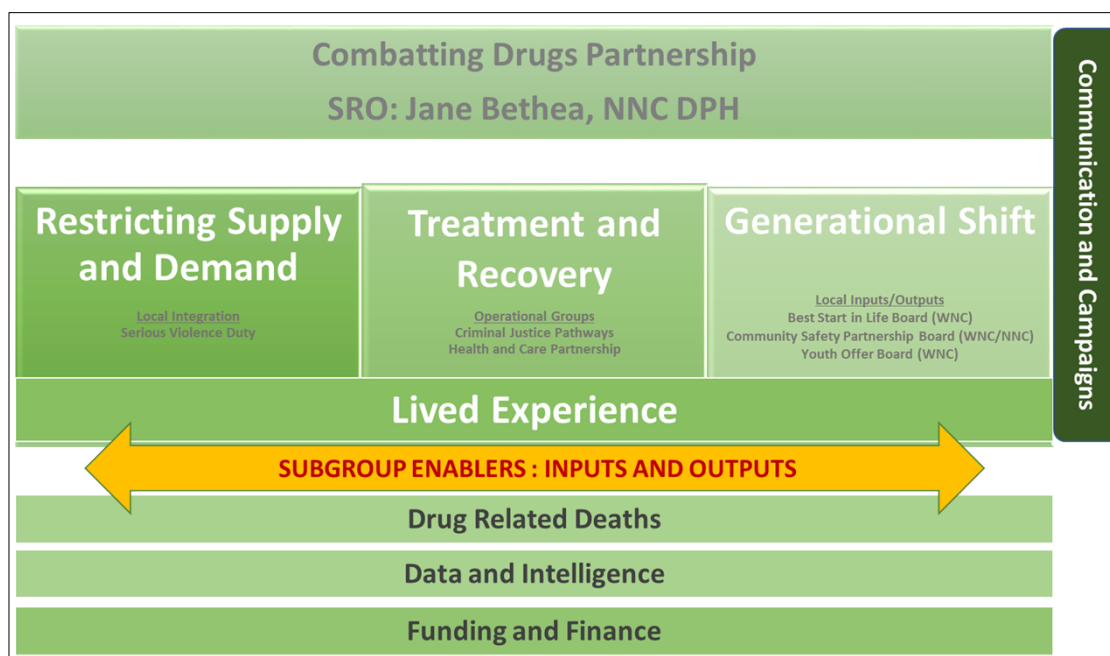 Combatting Drugs Partnership
SRO: Jane Bethea, NNC DPH
Communication and Campaigns
Restricting Supply
and Demand
Local Integration
Serious Violence Duty
Treatment and
Recovery
Operational Groups
Criminal Justice Pathways
Health and Care Partnership
Generational Shift
Local Inputs/Outputs
Best Start in Life Board (WNC)
Community Safety Partnership Board (WNC/NNC)
Youth Offer Board (WNC)
Lived Experience
SUBGROUP ENABLERS : INPUTS AND OUTPUTS
Drug Related Deaths
Data and Intelligence
Funding and Finance